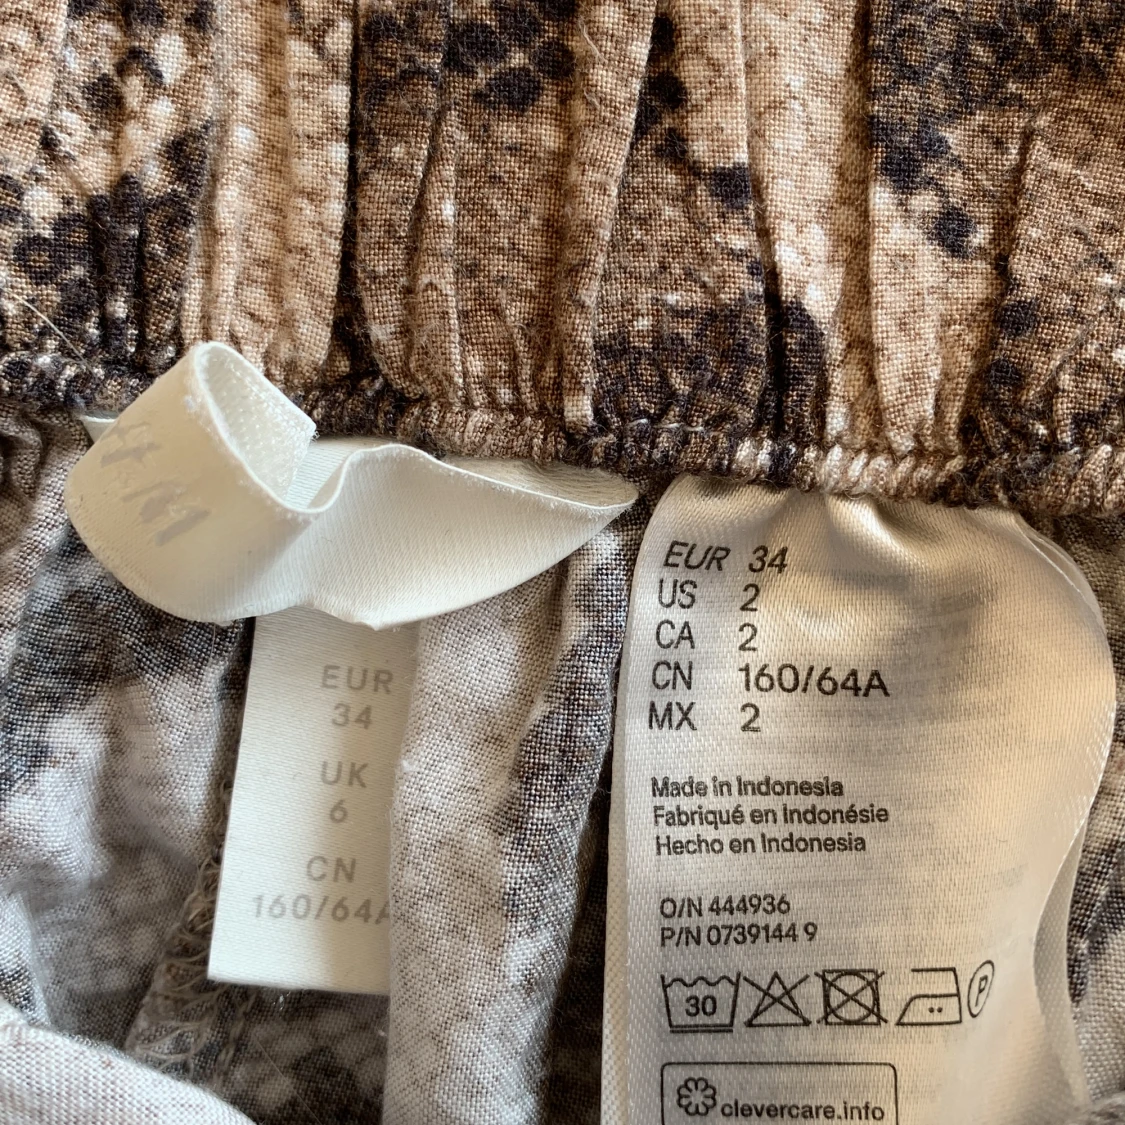 H&M
EUR
34
UK
6
CN
160/64A
EUR 34
US 2
CA 2
CN 160/64A
MX 2
Made in Indonesia
Fabriqué en Indonésie
Hecho en Indonesia
O/N 444936
P/N 0739144 9
30
P
clevercare.info